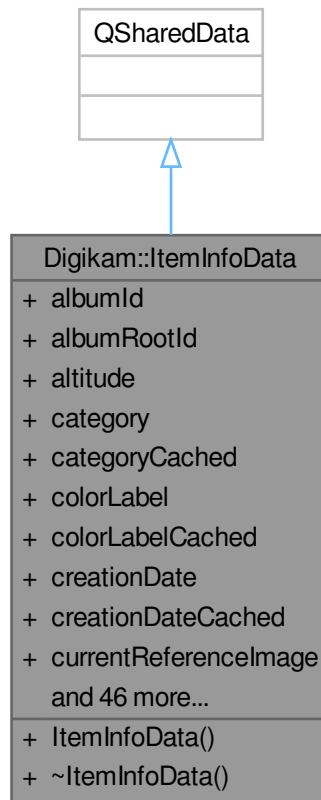 QSharedData
Digikam::ItemInfoData
+ albumId
+ albumRootId
+ altitude
+ category
+ categoryCached
+ colorLabel
+ colorLabelCached
+ creationDate
+ creationDateCached
+ currentReferenceImage
and 46 more...
+ ItemInfoData()
+ ~ItemInfoData()